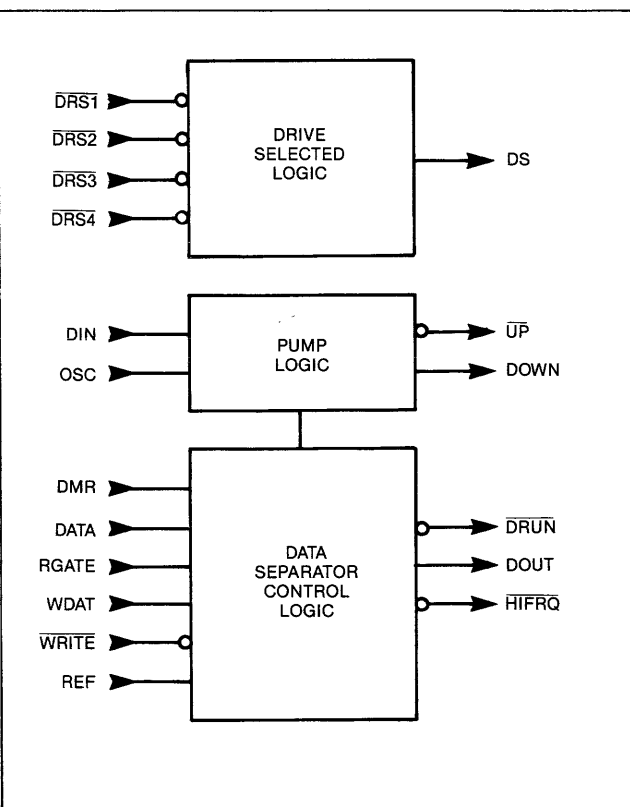 DRS1
DRS2
DRS3
DRS4
DRIVE
SELECTED
LOGIC
DS
DIN
OSC
PUMP
LOGIC
UP
DOWN
DMR
DATA
RGATE
WDAT
WRITE
REF
DATA
SEPARATOR
CONTROL
LOGIC
DRUN
DOUT
HIFRQ